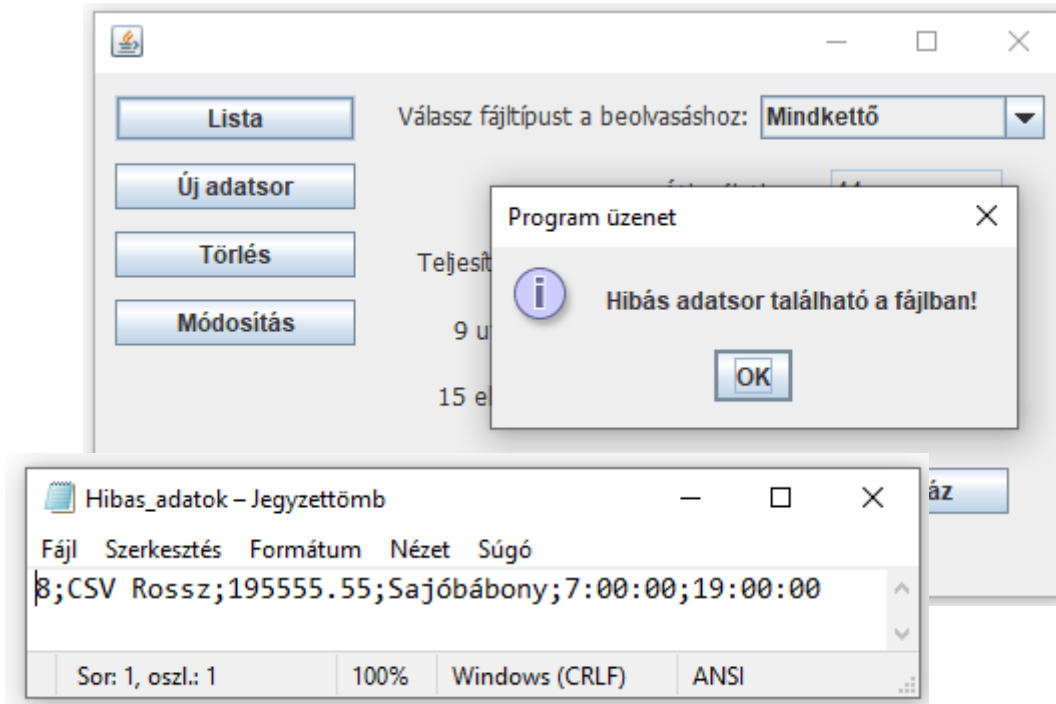 Lista
Válassz fájltípust a beolvasáshoz: Mindkettő
Új adatsor
Program üzenet
Törlés
Hibás adatsor található a fájlban!
Módosítás
9
OK
15
Hibas_adatok – Jegyzettömb
Fájl Szerkesztés Formátum Nézet Súgó
8;CSV Rossz;195555.55;Sajóbábony;7:00:00;19:00:00
Sor: 1, oszl.: 1 100% Windows (CRLF) ANSI